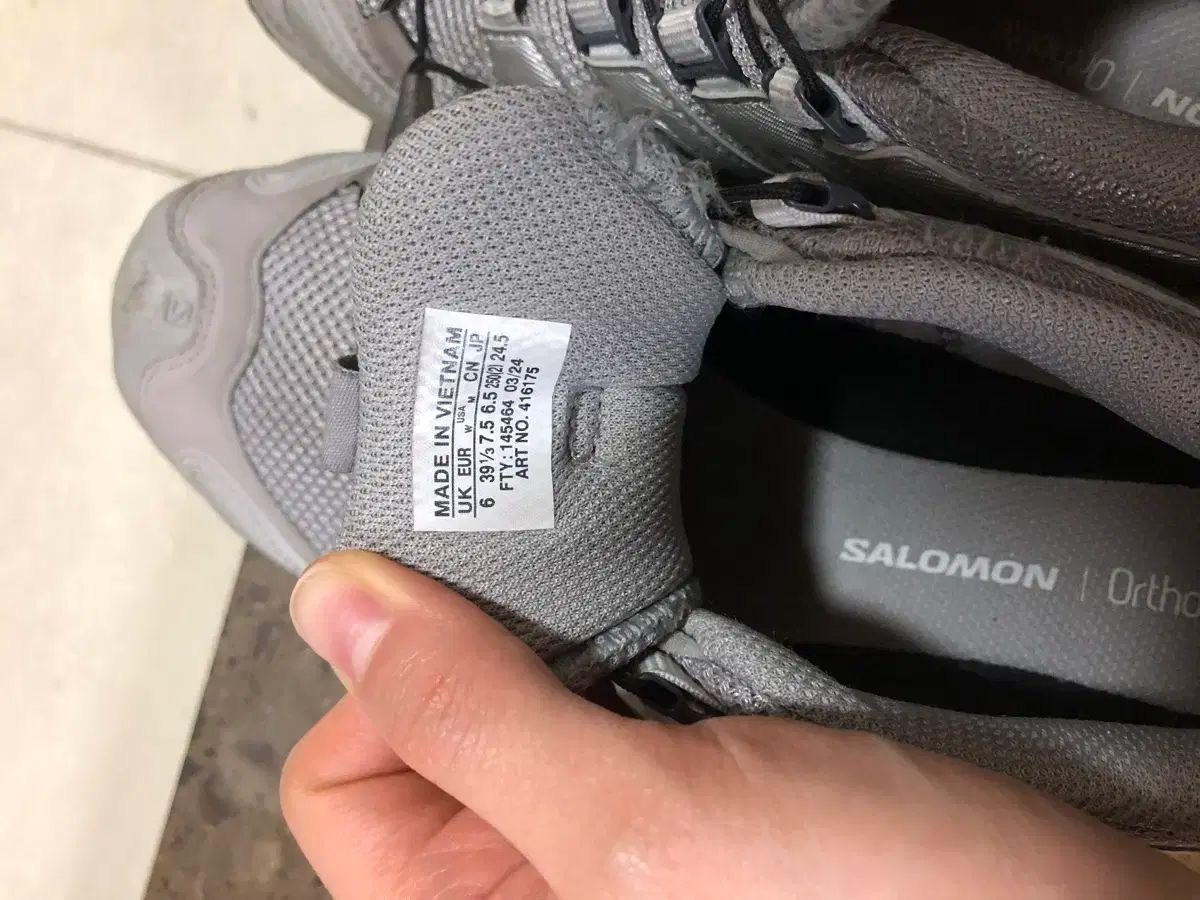 MADE IN VIETNAM
UK EUR W USA M CN JP
6 39⅓ 7.5 6.5 250(2) 24.5
FTY: 145464 03/24
ART NO. 416175
SALOMON | Ortho